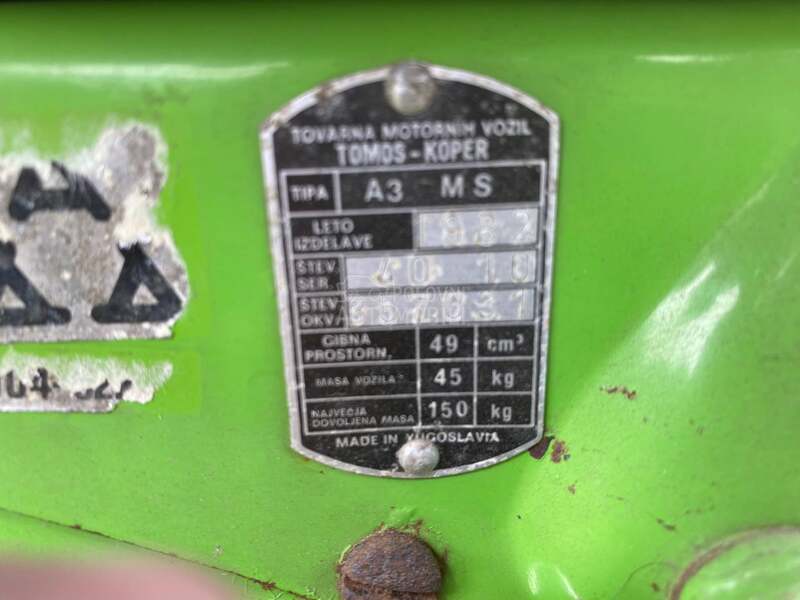 TOVARNA MOTORNIH VOZIL
TOMOS-KOPER
TIPA A3 MS
LETO
IZDELAVE 1982
ŠTEV.
SER.
ŠTEV.
OKV.
GIBNA
PROSTORN. 49 cm³
MASA VOZILA 45 kg
NAJVEČJA
DOVOLJENA MASA 150 kg
MADE IN YUGOSLAVIA